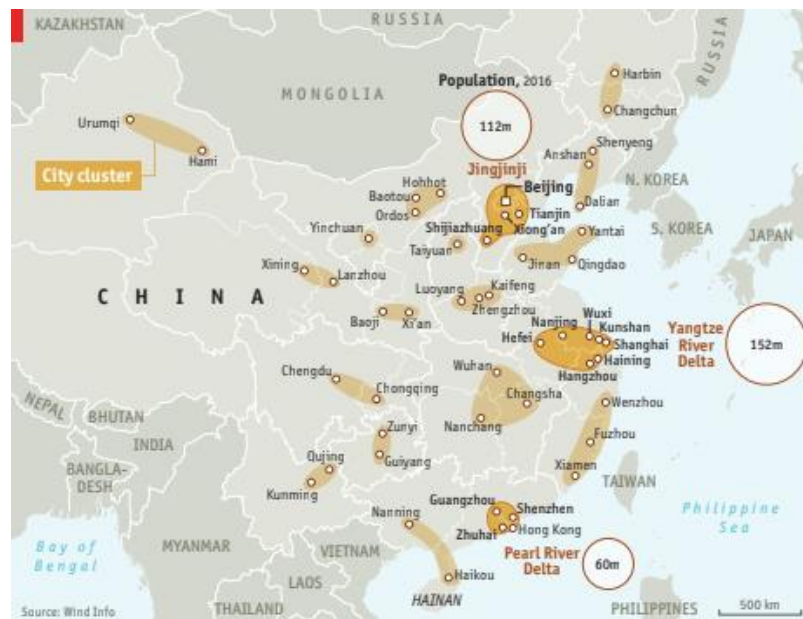 KAZAKHSTAN
RUSSIA
RUSSIA
MONGOLIA
Population, 2016
112m
Jingjinji
Harbin
Changchun
Urumqi
Hami
City cluster
Shenyeng
Anshan
Dalian
N. KOREA
S. KOREA
JAPAN
Hohhot
Baotou
Ordos
Beijing
Tianjin
Xiong'an
Shijiazhuang
Yinchuan
Taiyuan
Yantai
Jinan
Qingdao
Xining
Lanzhou
CHINA
Luoyang
Kaifeng
Zhengzhou
Baoji
Xi'an
Wuxi
Nanjing
Kunshan
Hefei
Shanghai
Haining
Hangzhou
Yangtze
River
Delta
152m
Chengdu
Chongqing
Wuhan
Changsha
Nanchang
Wenzhou
Fuzhou
Xiamen
NEPAL
BHUTAN
INDIA
BANGLA-
DESH
Zunyi
Guiyang
Qujing
Kunming
TAIWAN
Nanning
Guangzhou
Shenzhen
Zhuhai
Hong Kong
Pearl River
Delta
60m
Philippine
Sea
Bay of
Bengal
MYANMAR
VIETNAM
LAOS
Haikou
HAINAN
THAILAND
PHILIPPINES
500 km
Source: Wind Info